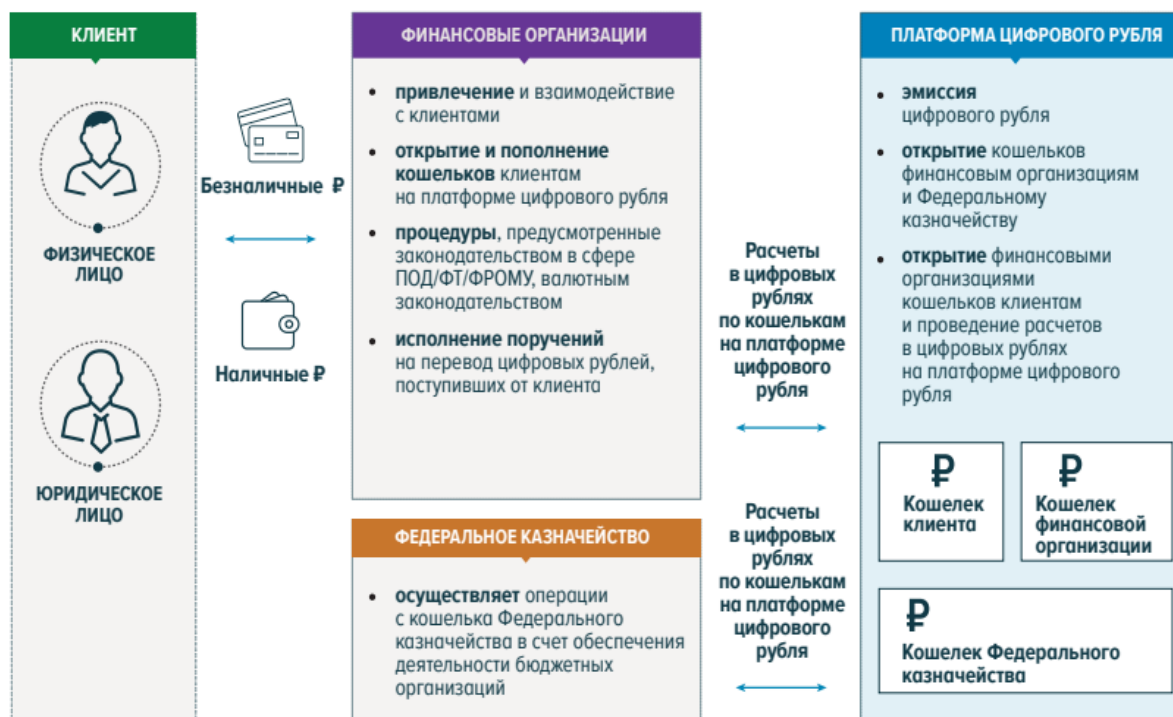 КЛИЕНТ
ФИЗИЧЕСКОЕ
ЛИЦО
ЮРИДИЧЕСКОЕ
ЛИЦО
Безналичные ₽
Наличные ₽
ФИНАНСОВЫЕ ОРГАНИЗАЦИИ
• привлечение и взаимодействие
с клиентами
• открытие и пополнение
кошельков клиентам
на платформе цифрового рубля
• процедуры, предусмотренные
законодательством в сфере
ПОД/ФТ/ФРОМУ, валютным
законодательством
• исполнение поручений
на перевод цифровых рублей,
поступивших от клиента
ФЕДЕРАЛЬНОЕ КАЗНАЧЕЙСТВО
• осуществляет операции
с кошелька Федерального
казначейства в счет обеспечения
деятельности бюджетных
организаций
Расчеты
в цифровых
рублях
по кошелькам
на платформе
цифрового
рубля
Расчеты
в цифровых
рублях
по кошелькам
на платформе
цифрового
рубля
ПЛАТФОРМА ЦИФРОВОГО РУБЛЯ
• эмиссия
цифрового рубля
• открытие кошельков
финансовым организациям
и Федеральному
казначейству
• открытие финансовыми
организациями
кошельков клиентам
и проведение расчетов
в цифровых рублях
на платформе цифрового
рубля
₽
Кошелек
клиента
₽
Кошелек
финансовой
организации
₽
Кошелек Федерального
казначейства